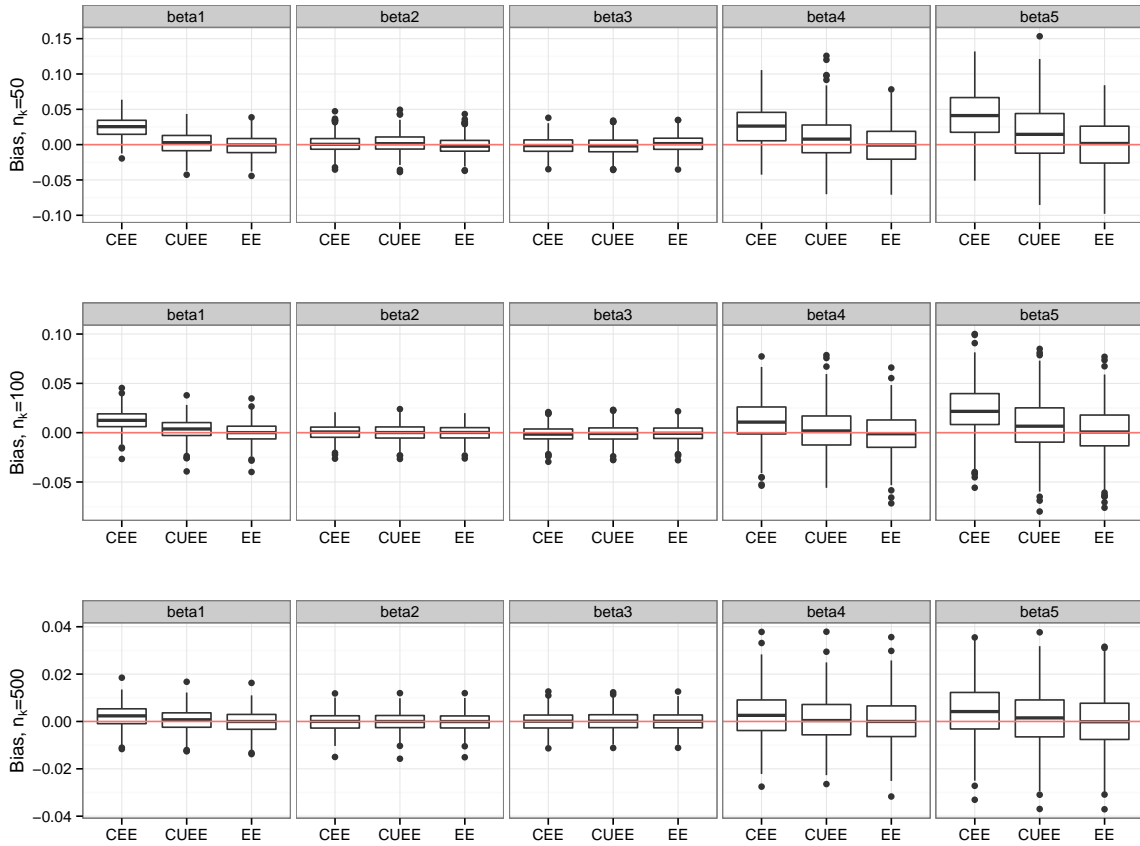 beta1 beta2 beta3 beta4 beta5
Bias, n_k=50
0.15
0.10
0.05
0.00
−0.05
−0.10
CEE CUEE EE CEE CUEE EE CEE CUEE EE CEE CUEE EE CEE CUEE EE
beta1 beta2 beta3 beta4 beta5
Bias, n_k=100
0.10
0.05
0.00
−0.05
CEE CUEE EE CEE CUEE EE CEE CUEE EE CEE CUEE EE CEE CUEE EE
beta1 beta2 beta3 beta4 beta5
Bias, n_k=500
0.04
0.02
0.00
−0.02
−0.04
CEE CUEE EE CEE CUEE EE CEE CUEE EE CEE CUEE EE CEE CUEE EE